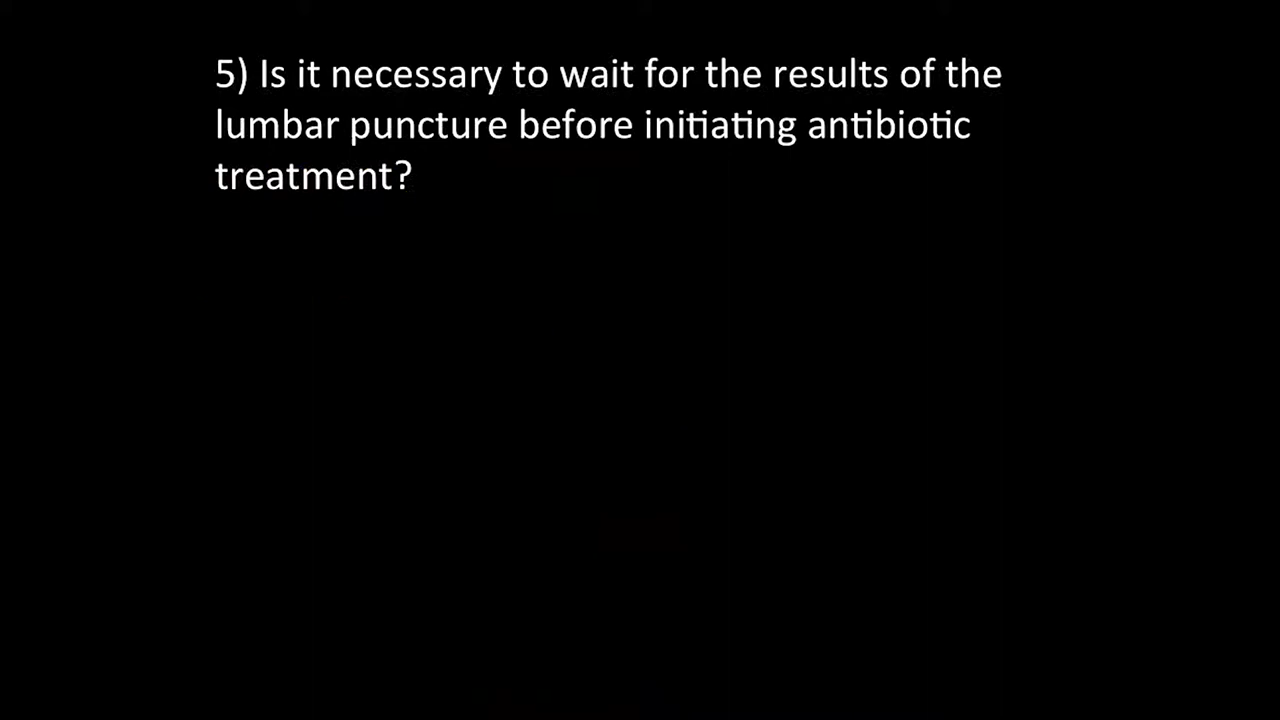 5) Is it necessary to wait for the results of the
lumbar puncture before initiating antibiotic
treatment?